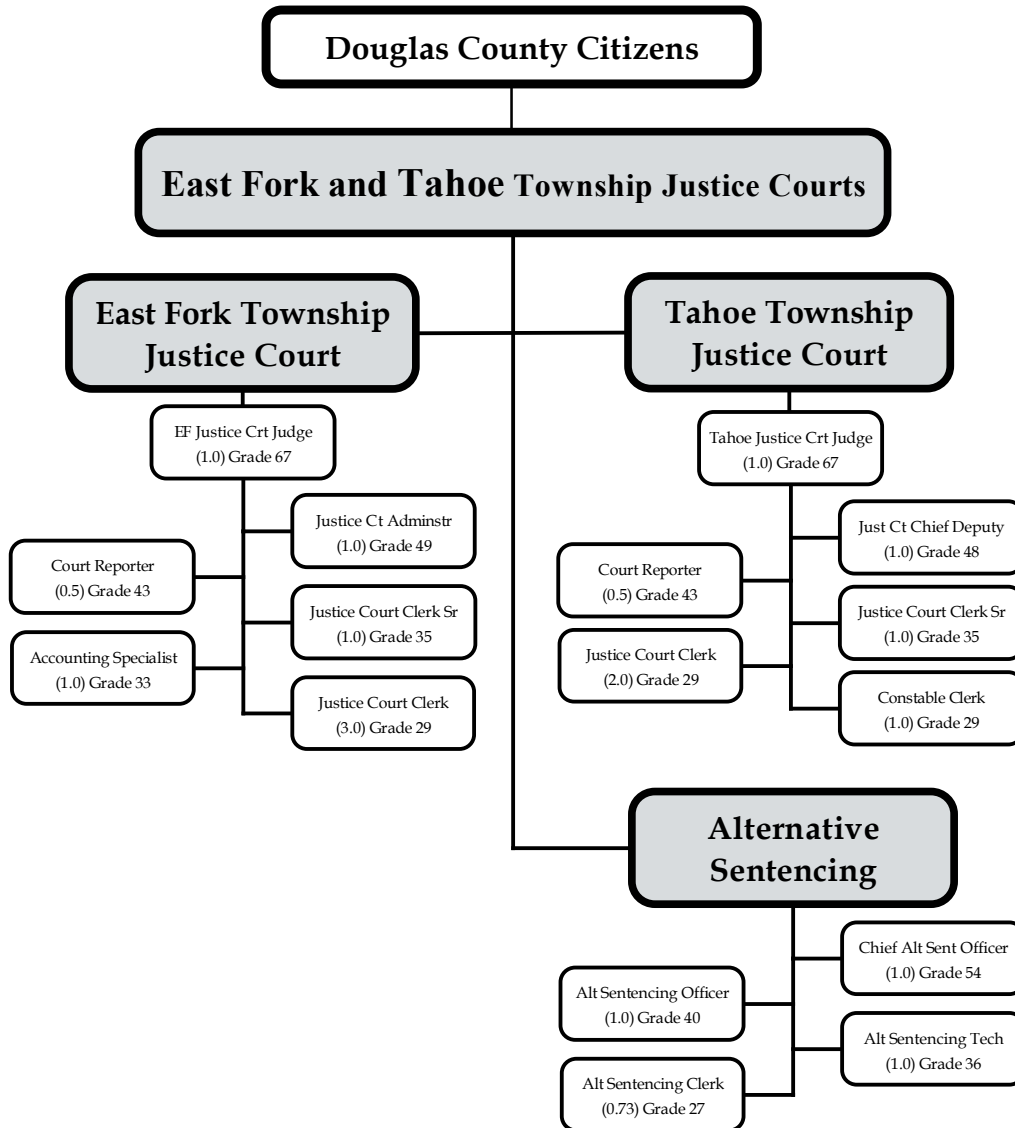 Douglas County Citizens
East Fork and Tahoe Township Justice Courts
East Fork Township
Justice Court
EF Justice Crt Judge
(1.0) Grade 67
Justice Ct Adminstr
(1.0) Grade 49
Court Reporter
(0.5) Grade 43
Justice Court Clerk Sr
(1.0) Grade 35
Accounting Specialist
(1.0) Grade 33
Justice Court Clerk
(3.0) Grade 29
Tahoe Township
Justice Court
Tahoe Justice Crt Judge
(1.0) Grade 67
Just Ct Chief Deputy
(1.0) Grade 48
Court Reporter
(0.5) Grade 43
Justice Court Clerk Sr
(1.0) Grade 35
Justice Court Clerk
(2.0) Grade 29
Constable Clerk
(1.0) Grade 29
Alternative
Sentencing
Chief Alt Sent Officer
(1.0) Grade 54
Alt Sentencing Officer
(1.0) Grade 40
Alt Sentencing Tech
(1.0) Grade 36
Alt Sentencing Clerk
(0.73) Grade 27